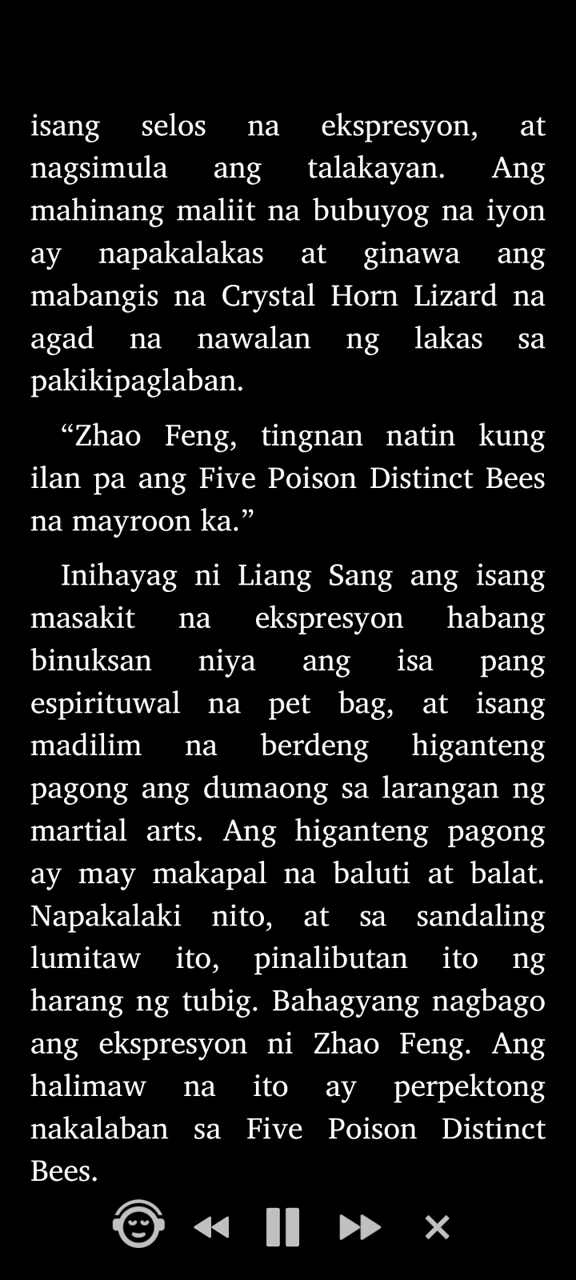 isang selos na ekspresyon, at
nagsimula ang talakayan. Ang
mahinang maliit na bubuyog na iyon
ay napakalakas at ginawa ang
mabangis na Crystal Horn Lizard na
agad na nawalan ng lakas sa
pakikipaglaban.
“Zhao Feng, tingnan natin kung
ilan pa ang Five Poison Distinct Bees
na mayroon ka.”
Inihayag ni Liang Sang ang isang
masakit na ekspresyon habang
binuksan niya ang isa pang
espirituwal na pet bag, at isang
madilim na berdeng higanteng
pagong ang dumaong sa larangan ng
martial arts. Ang higanteng pagong
ay may makapal na baluti at balat.
Napakalaki nito, at sa sandaling
lumitaw ito, pinalibutan ito ng
harang ng tubig. Bahagyang nagbago
ang ekspresyon ni Zhao Feng. Ang
halimaw na ito ay perpektong
nakalaban sa Five Poison Distinct
Bees.